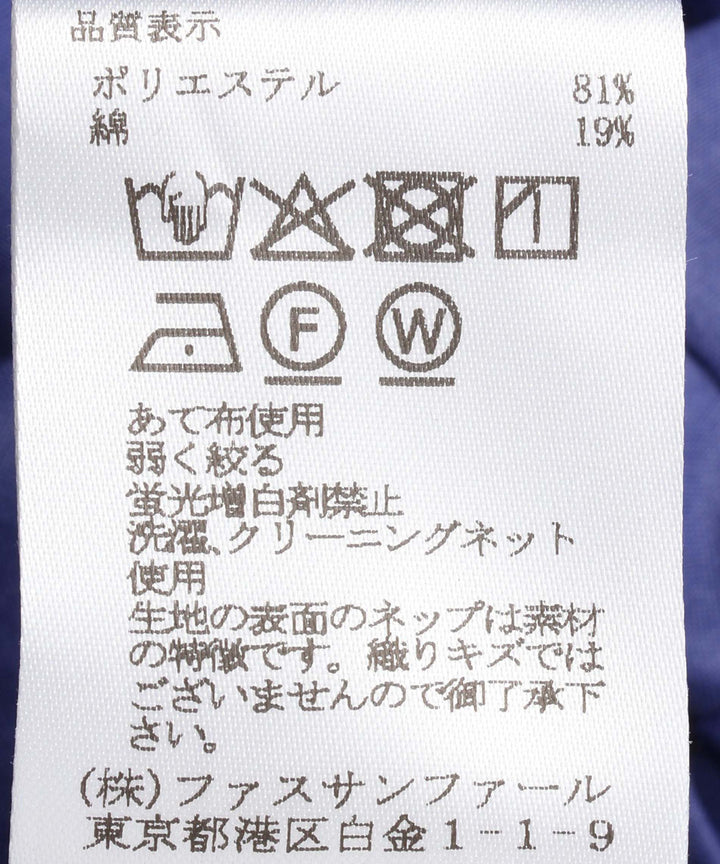 品質表示
ポリエステル 81%
綿 19%
F W
あて布使用
弱く絞る
蛍光増白剤禁止
洗濯、クリーニングネット
使用
生地の表面のネップは素材
の特徴です。織りキズでは
ございませんので御了承下
さい。
(株)ファスサンファール
東京都港区白金1-1-9